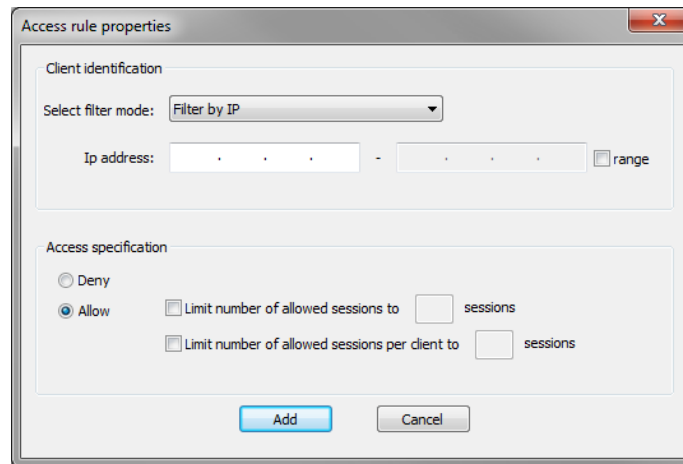 Access rule properties
Client identification
Select filter mode: Filter by IP
Ip address: . . . - . . . range
Access specification
Deny
Allow Limit number of allowed sessions to sessions
Limit number of allowed sessions per client to sessions
Add Cancel